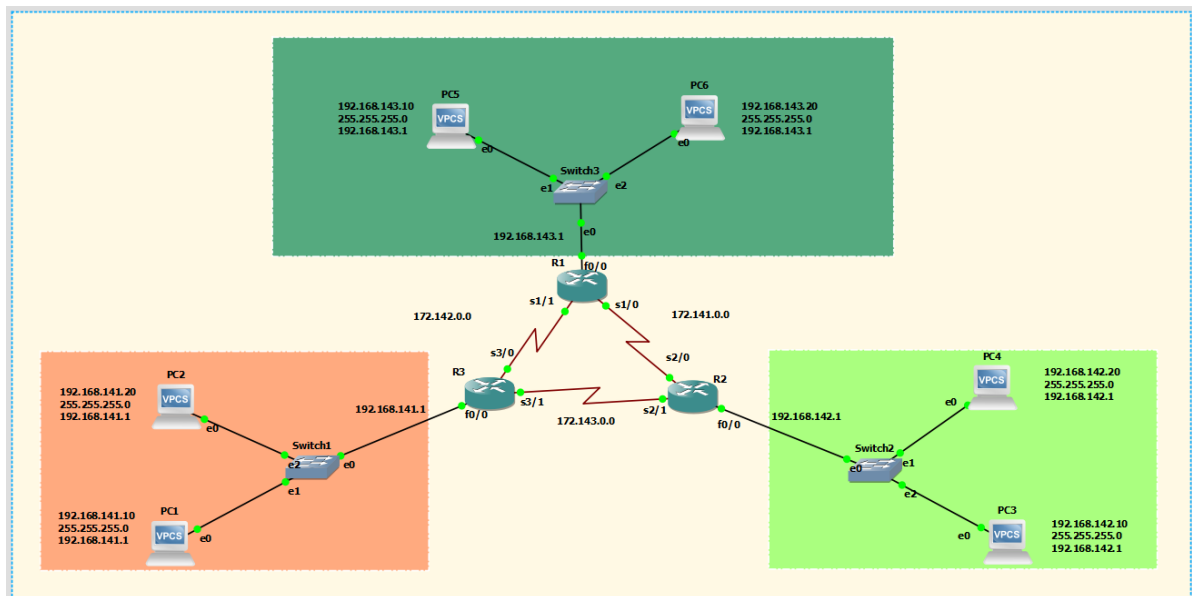 PC5
192.168.143.10
255.255.255.0
192.168.143.1
VPCS
e0
PC6
VPCS
192.168.143.20
255.255.255.0
192.168.143.1
e0
Switch3
e1
e2
e0
192.168.143.1
R1
f0/0
s1/1
s1/0
172.142.0.0
172.141.0.0
s3/0
s2/0
R3
R2
s3/1
s2/1
f0/0
f0/0
172.143.0.0
192.168.141.1
192.168.142.1
PC2
192.168.141.20
255.255.255.0
192.168.141.1
VPCS
e0
Switch1
e2
e0
e1
PC1
192.168.141.10
255.255.255.0
192.168.141.1
VPCS
e0
PC4
VPCS
192.168.142.20
255.255.255.0
192.168.142.1
e0
Switch2
e0
e1
e2
PC3
e0
VPCS
192.168.142.10
255.255.255.0
192.168.142.1